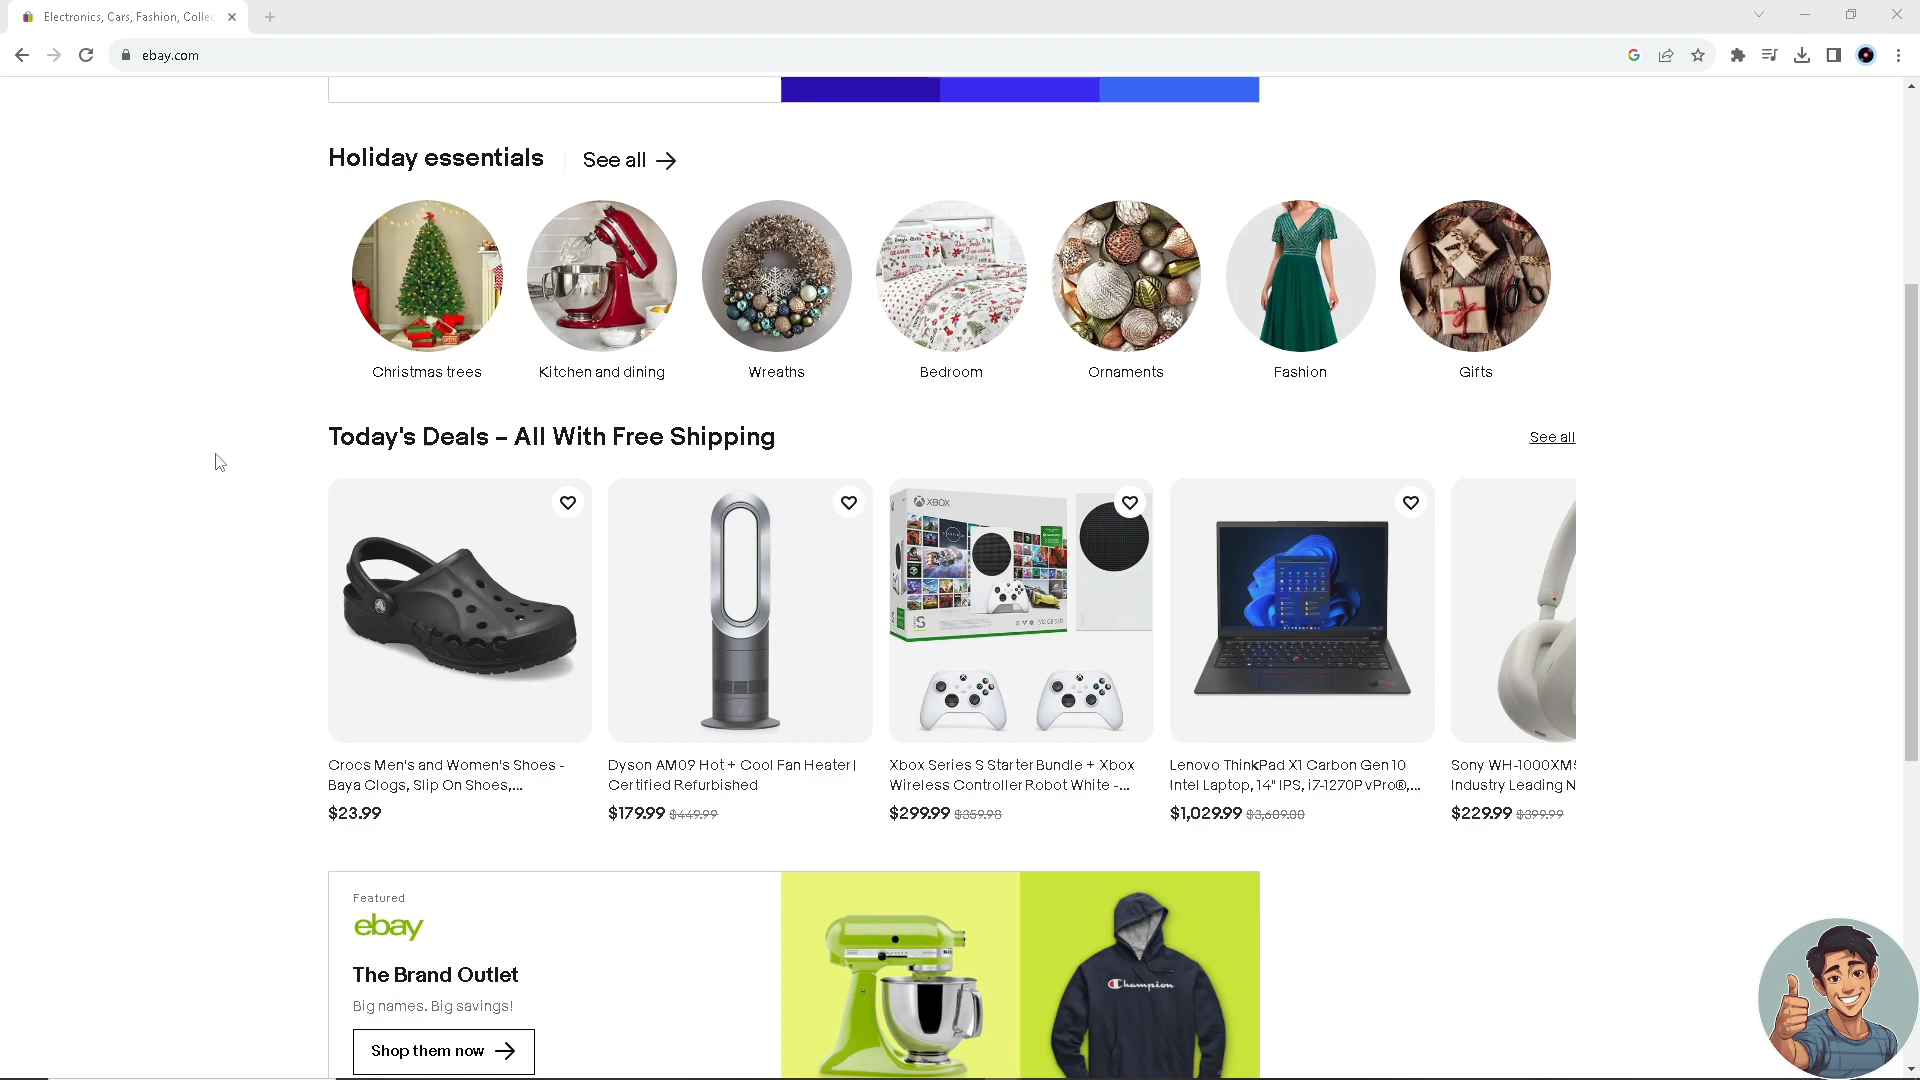 Electronics, Cars, Fashion, Collec
ebay.com
Holiday essentials
See all
Christmas trees
Kitchen and dining
Wreaths
Bedroom
Ornaments
Fashion
Gifts
Today's Deals – All With Free Shipping
See all
XBOX
Crocs Men's and Women's Shoes -
Baya Clogs, Slip On Shoes,...
$23.99
Dyson AM09 Hot + Cool Fan Heater |
Certified Refurbished
$179.99 $449.99
Xbox Series S Starter Bundle + Xbox
Wireless Controller Robot White -...
$299.99 $359.98
Lenovo ThinkPad X1 Carbon Gen 10
Intel Laptop, 14" IPS, i7-1270P vPro®,...
$1,029.99 $3,609.00
Sony WH-1000XM5
Industry Leading N
$229.99 $399.99
Featured
ebay
The Brand Outlet
Big names. Big savings!
Shop them now
Champion